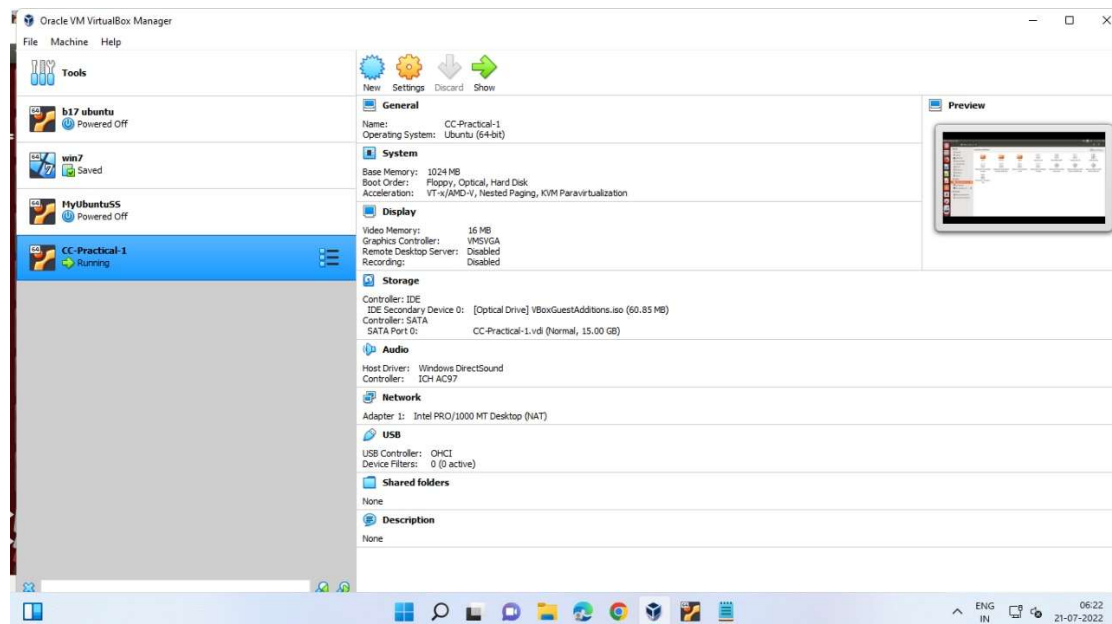 Oracle VM VirtualBox Manager
File Machine Help
Tools
b17 ubuntu
Powered Off
win7
Saved
MyUbuntuSS
Powered Off
CC-Practical-1
Running
New Settings Discard Show
General
Name: CC-Practical-1
Operating System: Ubuntu (64-bit)
System
Base Memory: 1024 MB
Boot Order: Floppy, Optical, Hard Disk
Acceleration: VT-x/AMD-V, Nested Paging, KVM Paravirtualization
Display
Video Memory: 16 MB
Graphics Controller: VMSVGA
Remote Desktop Server: Disabled
Recording: Disabled
Storage
Controller: IDE
IDE Secondary Device 0: [Optical Drive] VBoxGuestAdditions.iso (60.85 MB)
Controller: SATA
SATA Port 0: CC-Practical-1.vdi (Normal, 15.00 GB)
Audio
Host Driver: Windows DirectSound
Controller: ICH AC97
Network
Adapter 1: Intel PRO/1000 MT Desktop (NAT)
USB
USB Controller: OHCI
Device Filters: 0 (0 active)
Shared folders
None
Description
None
Preview
ENG
IN
06:22
21-07-2022